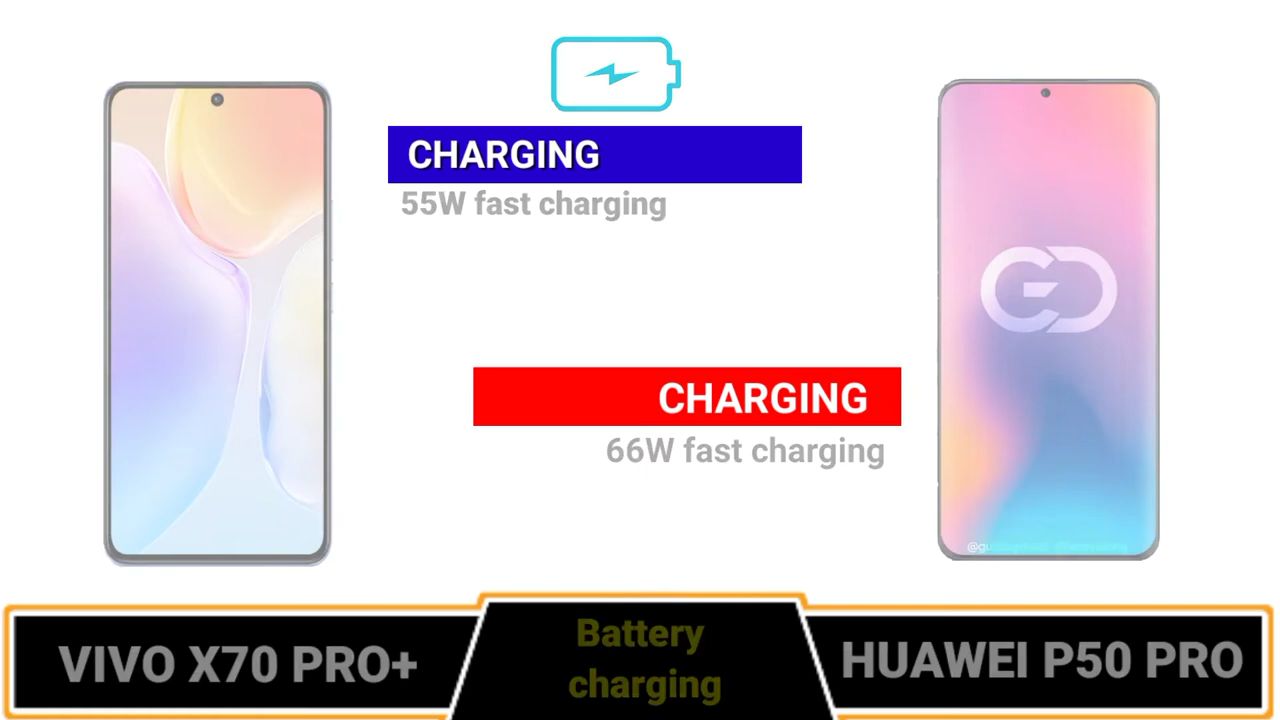 CHARGING
55W fast charging
CHARGING
66W fast charging
VIVO X70 PRO+
Battery
charging
HUAWEI P50 PRO